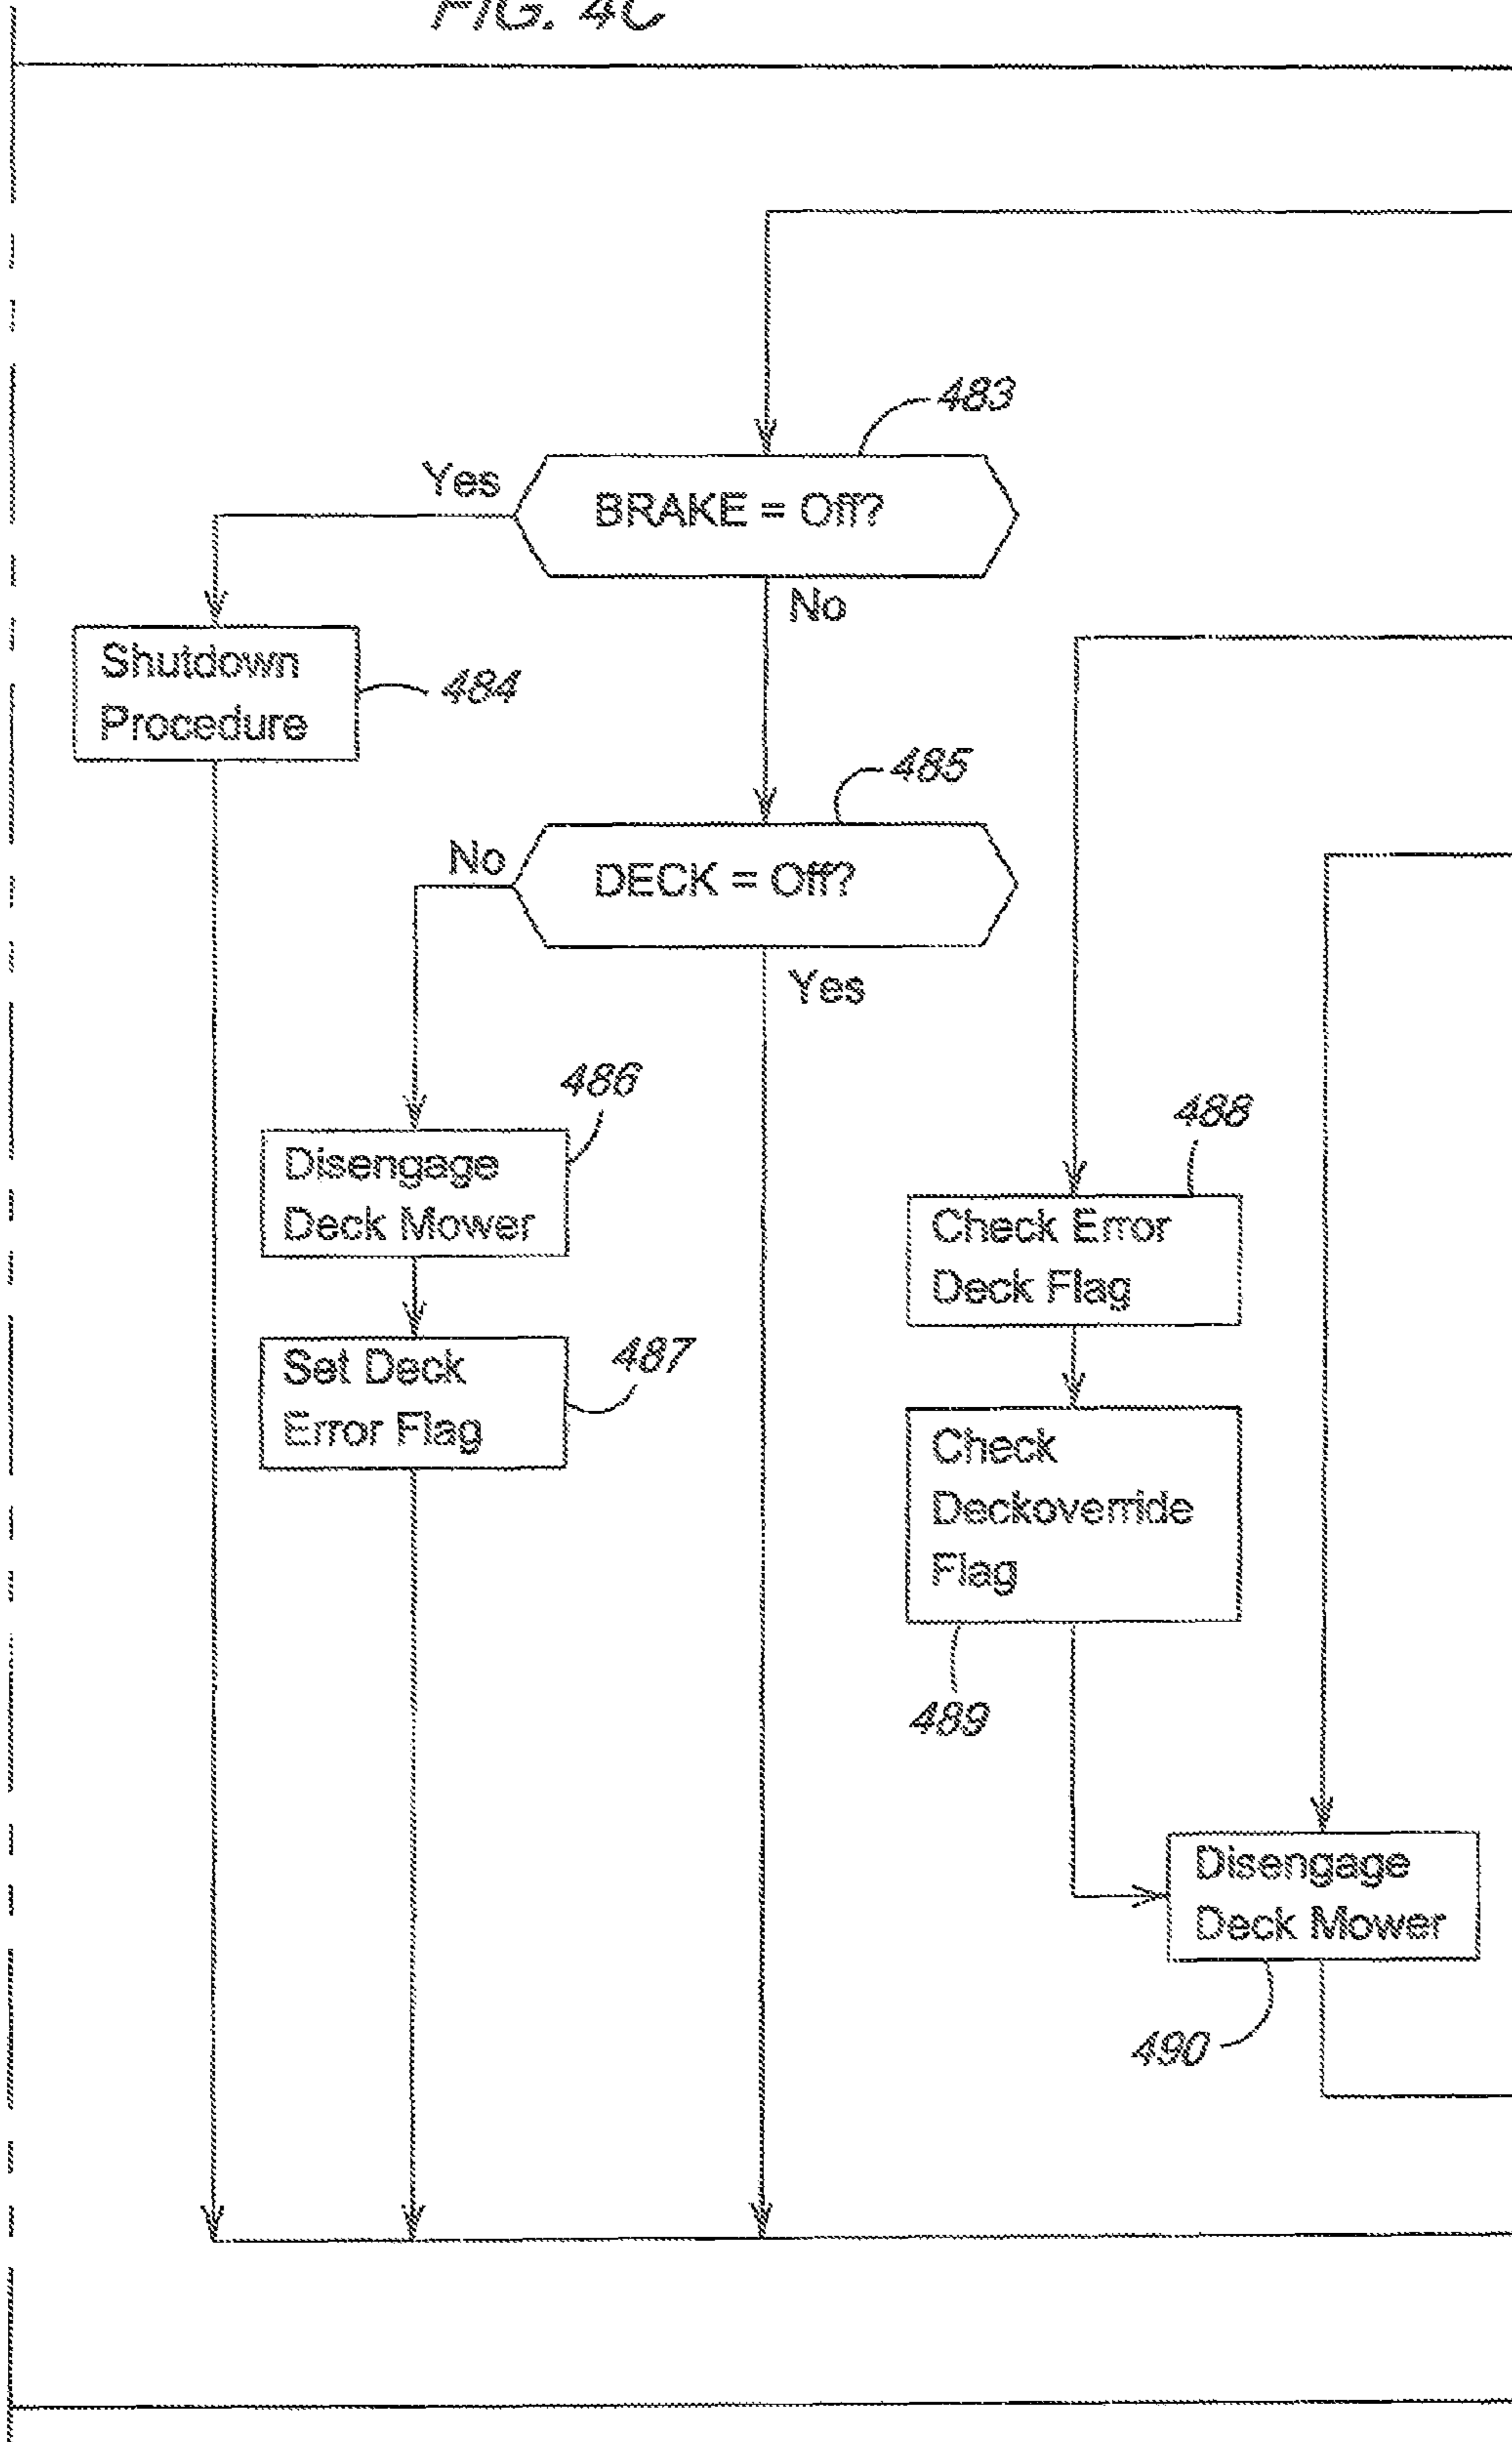 FIG. 4C
483
Yes
BRAKE = Off?
No
Shutdown
Procedure
484
485
No
DECK = Off?
Yes
486
Disengage
Deck Mower
488
Check Error
Deck Flag
487
Set Deck
Error Flag
Check
Deckoverride
Flag
489
Disengage
Deck Mower
490